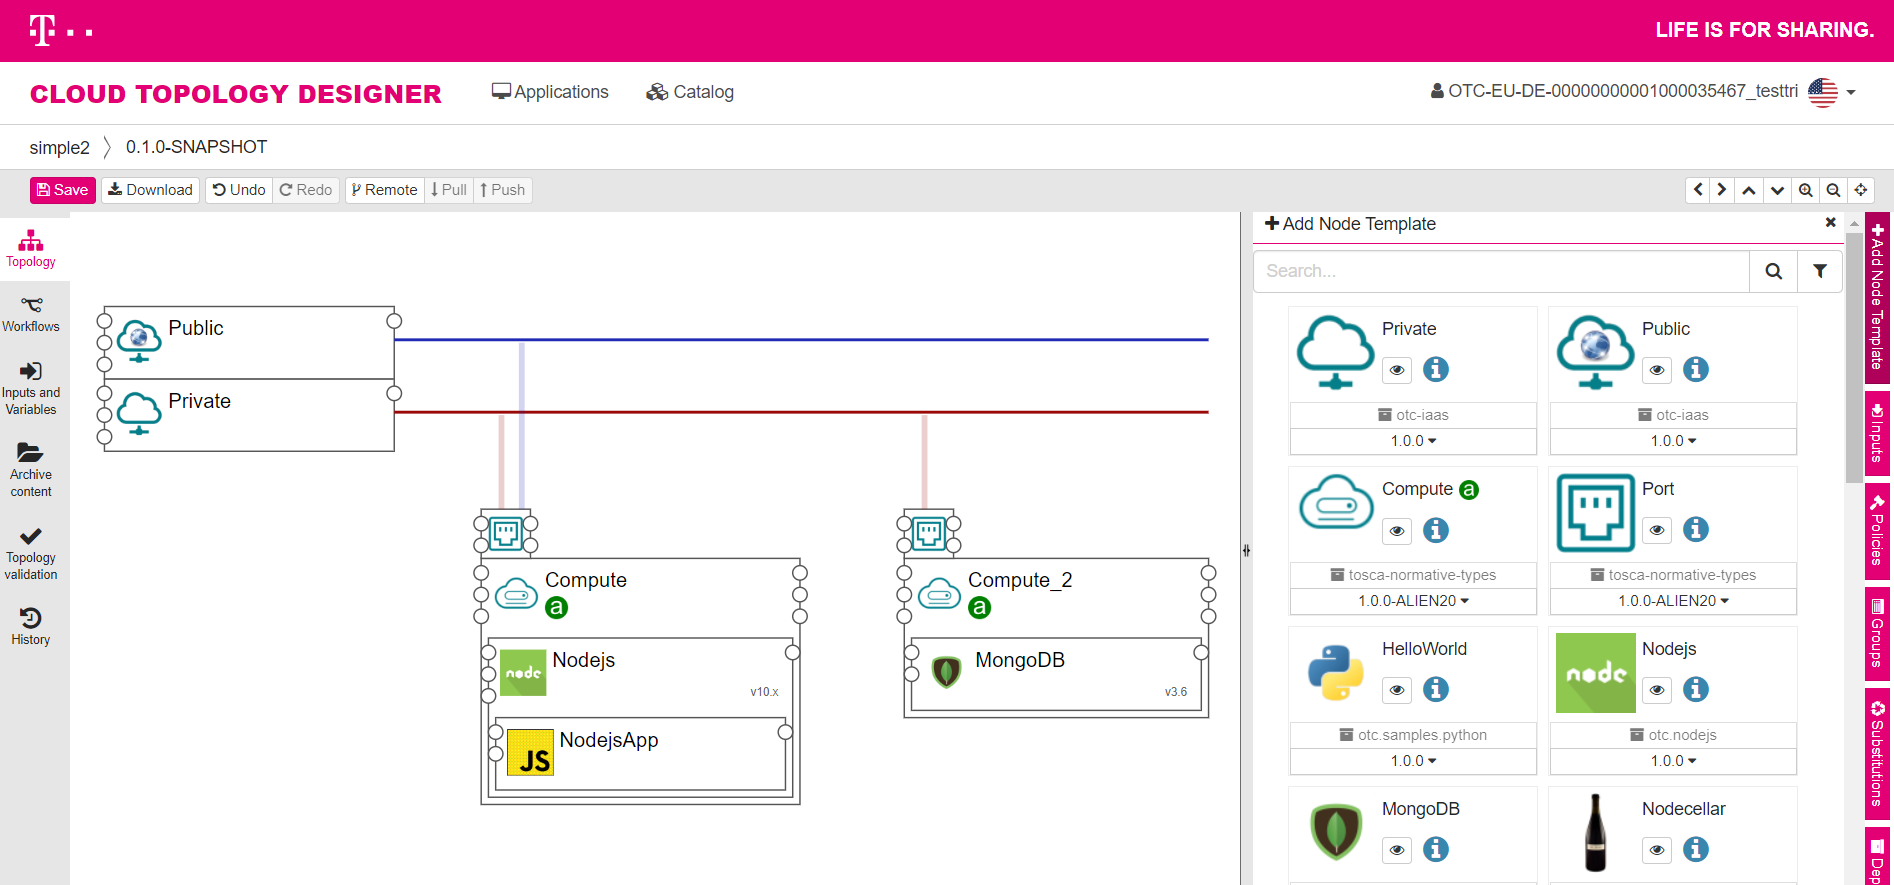 LIFE IS FOR SHARING.
CLOUD TOPOLOGY DESIGNER
Applications
Catalog
OTC-EU-DE-00000000001000035467_testtri
simple2
0.1.0-SNAPSHOT
Save
Download
Undo
Redo
Remote
Pull
Push
Topology
Workflows
Inputs and
Variables
Archive
content
Topology
validation
History
Public
Private
Compute
a
Nodejs
node
v10.x
NodejsApp
JS
Compute_2
a
MongoDB
v3.6
Add Node Template
Search...
Private
otc-iaas
1.0.0
Public
otc-iaas
1.0.0
Compute a
tosca-normative-types
1.0.0-ALIEN20
Port
tosca-normative-types
1.0.0-ALIEN20
HelloWorld
otc.samples.python
1.0.0
Nodejs
node
otc.nodejs
1.0.0
MongoDB
Nodecellar
Add Node Template
Inputs
Policies
Groups
Substitutions
Dep